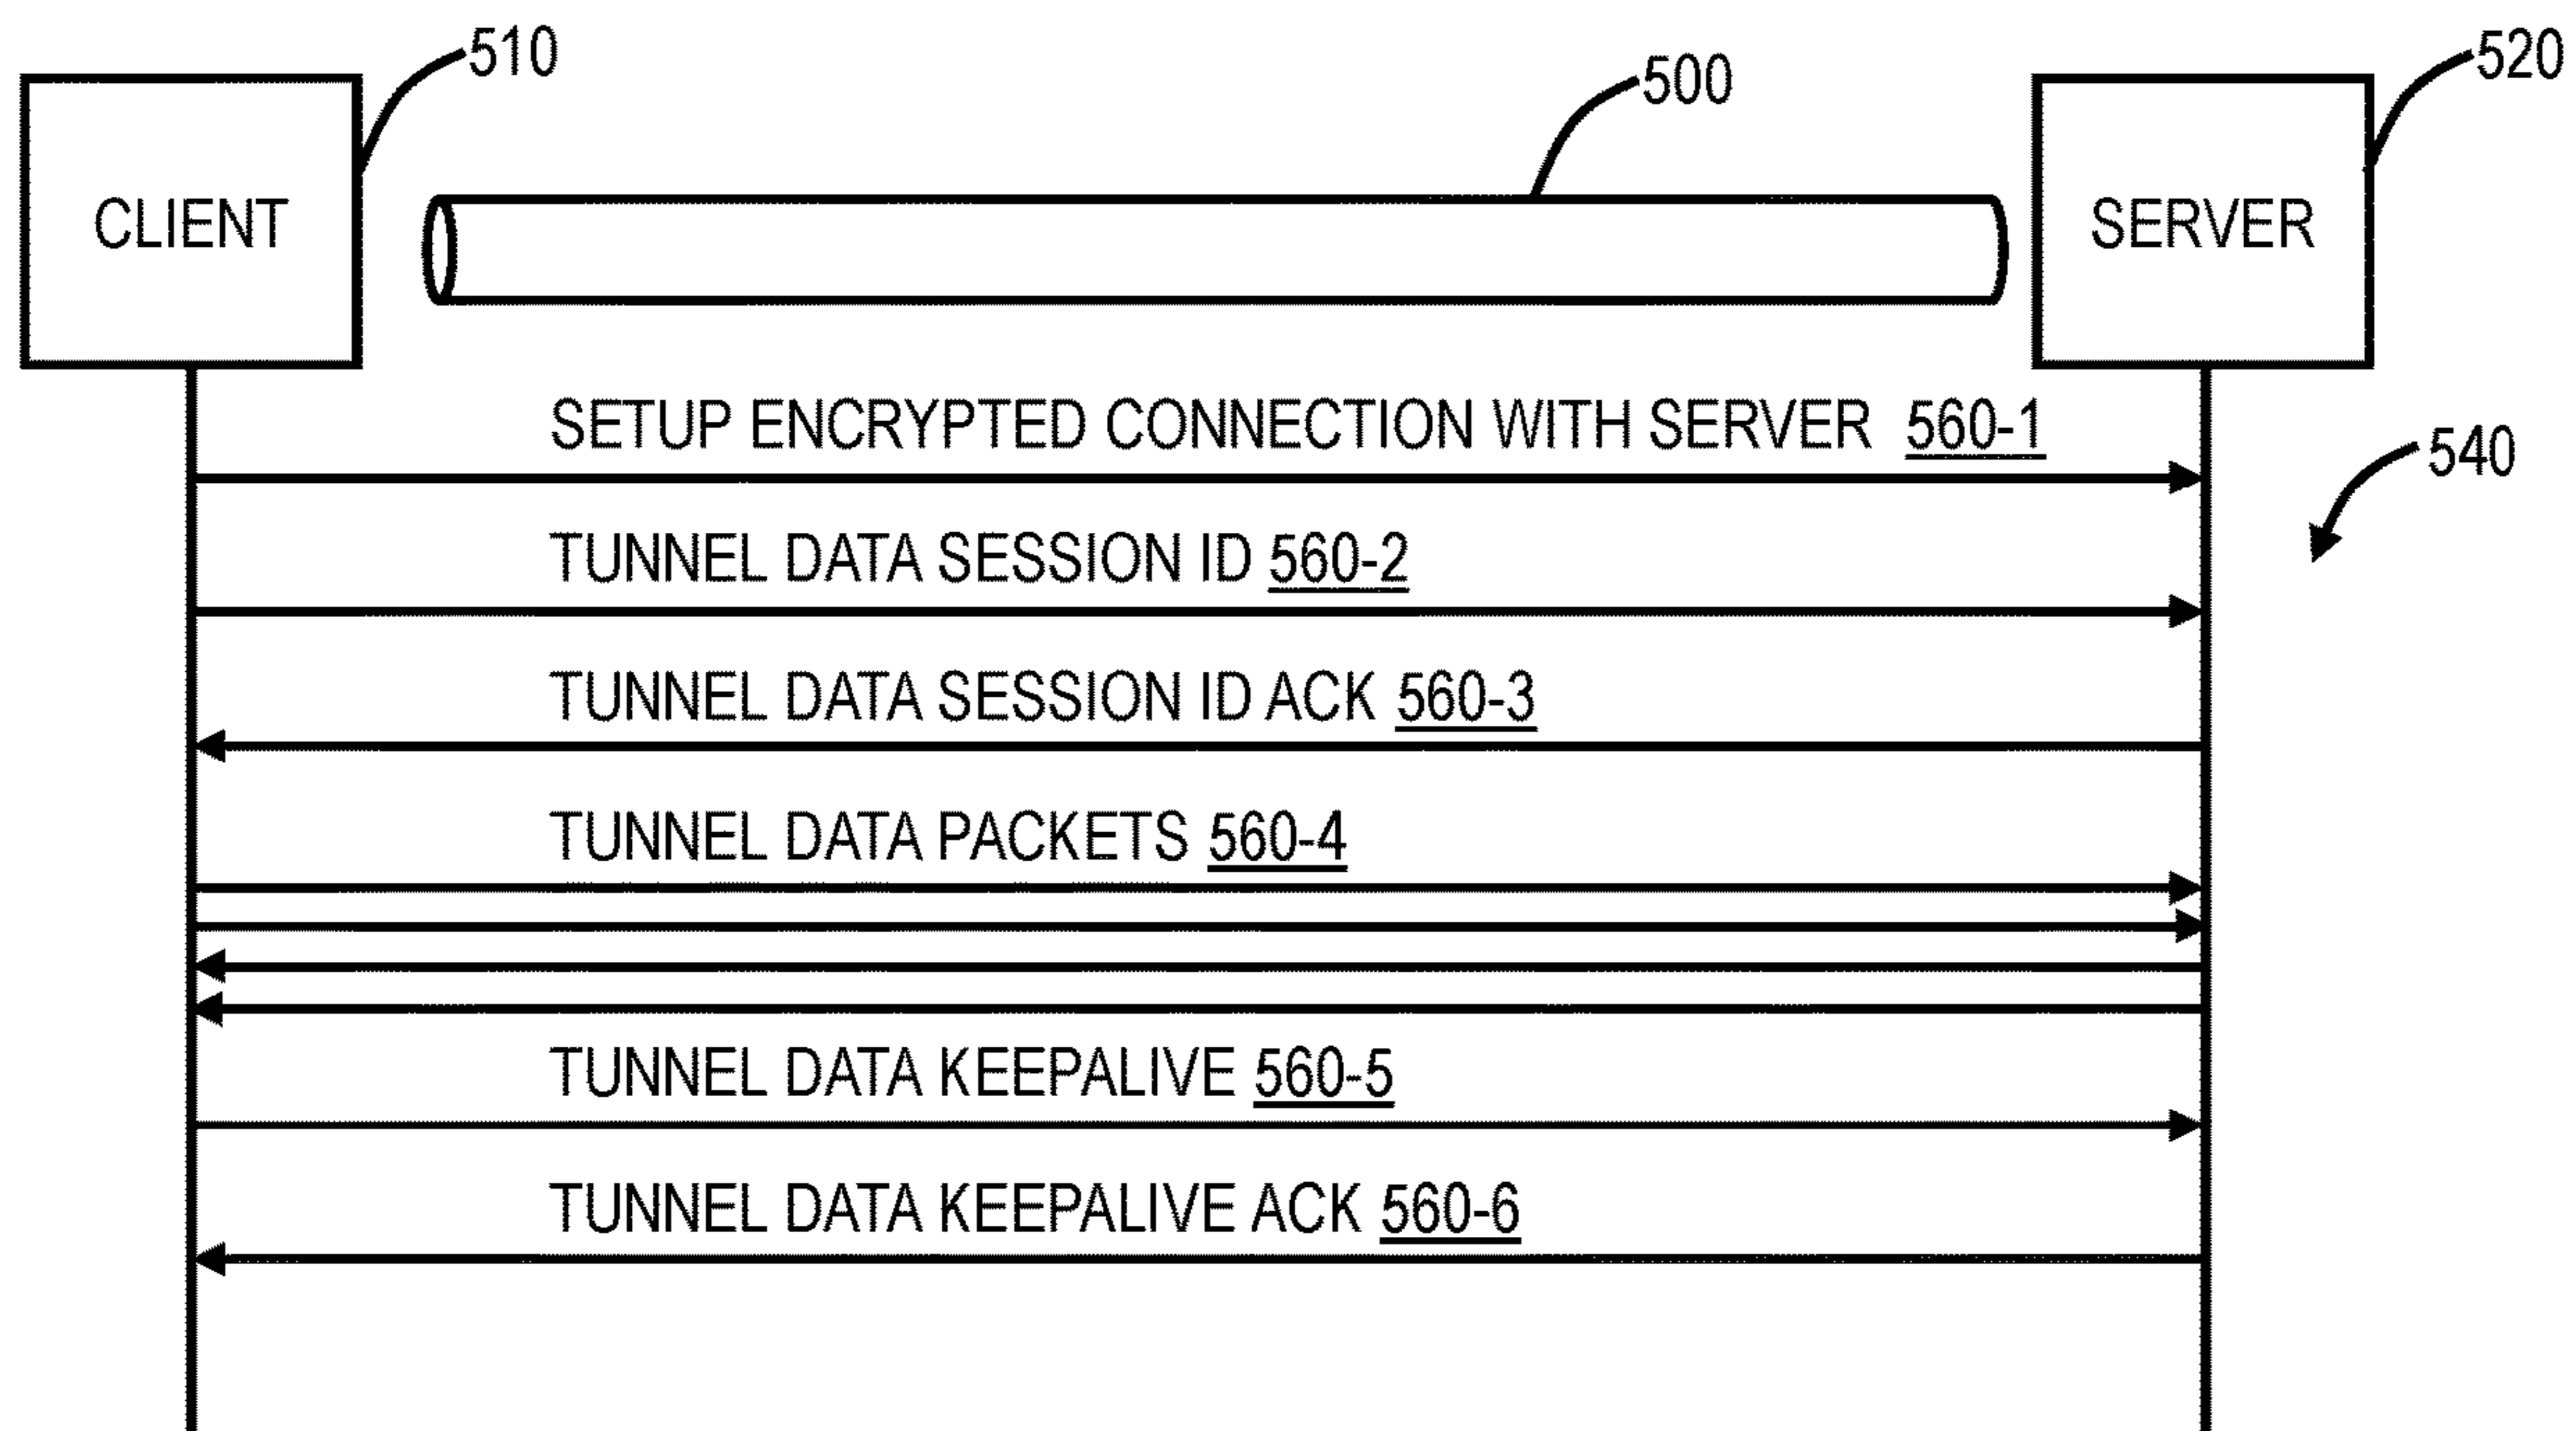 510
500
520
CLIENT
SERVER
SETUP ENCRYPTED CONNECTION WITH SERVER 560-1
540
TUNNEL DATA SESSION ID 560-2
TUNNEL DATA SESSION ID ACK 560-3
TUNNEL DATA PACKETS 560-4
TUNNEL DATA KEEPALIVE 560-5
TUNNEL DATA KEEPALIVE ACK 560-6